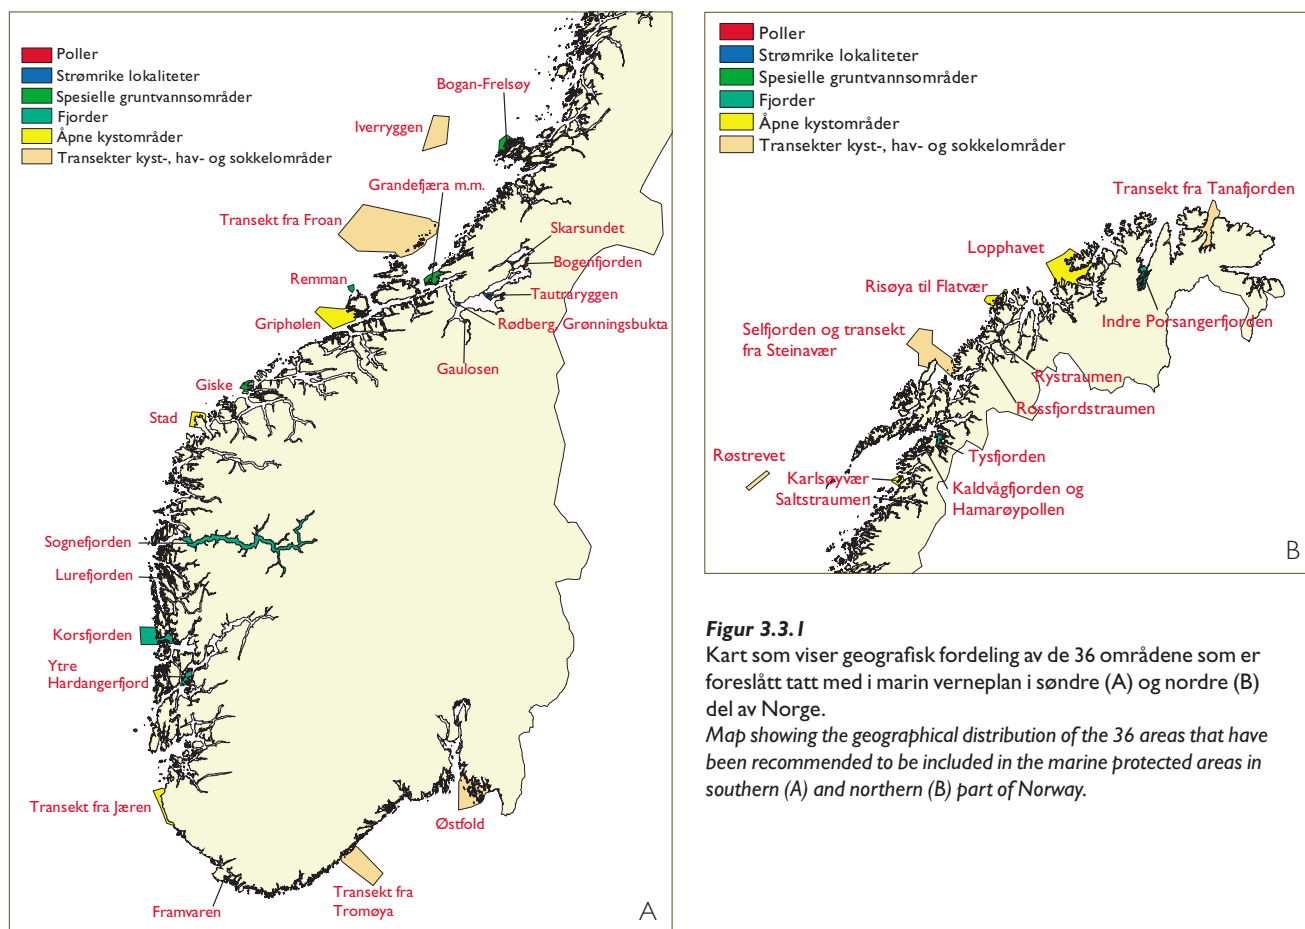 Poller
Strømrike lokaliteter
Spesielle gruntvannsområder
Fjorder
Åpne kystområder
Transekter kyst-, hav- og sokkelområder
Bogan-Frelsøy
Iverryggen
Grandefjæra m.m.
Transekt fra Froan
Skarsundet
Bogenfjorden
Remman
Tautraryggen
Griphølen
Rødberg, Grønningsbukta
Gaulosen
Giske
Stad
Sognefjorden
Lurefjorden
Korsfjorden
Ytre
Hardangerfjord
Transekt fra Jæren
Østfold
Transekt fra
Tromøya
Framvaren
A
Poller
Strømrike lokaliteter
Spesielle gruntvannsområder
Fjorder
Åpne kystområder
Transekter kyst-, hav- og sokkelområder
Transekt fra Tanafjorden
Lopphavet
Risøya til Flatvær
Indre Porsangerfjorden
Selfjorden og transekt
fra Steinavær
Rystraumen
Rossfjordstraumen
Røstrevet
Tysfjorden
Karlsøyvær
Saltstraumen
Kaldvågfjorden og
Hamarøypollen
B
Figur 3.3.1
Kart som viser geografisk fordeling av de 36 områdene som er
foreslått tatt med i marin verneplan i søndre (A) og nordre (B)
del av Norge.
Map showing the geographical distribution of the 36 areas that have
been recommended to be included in the marine protected areas in
southern (A) and northern (B) part of Norway.